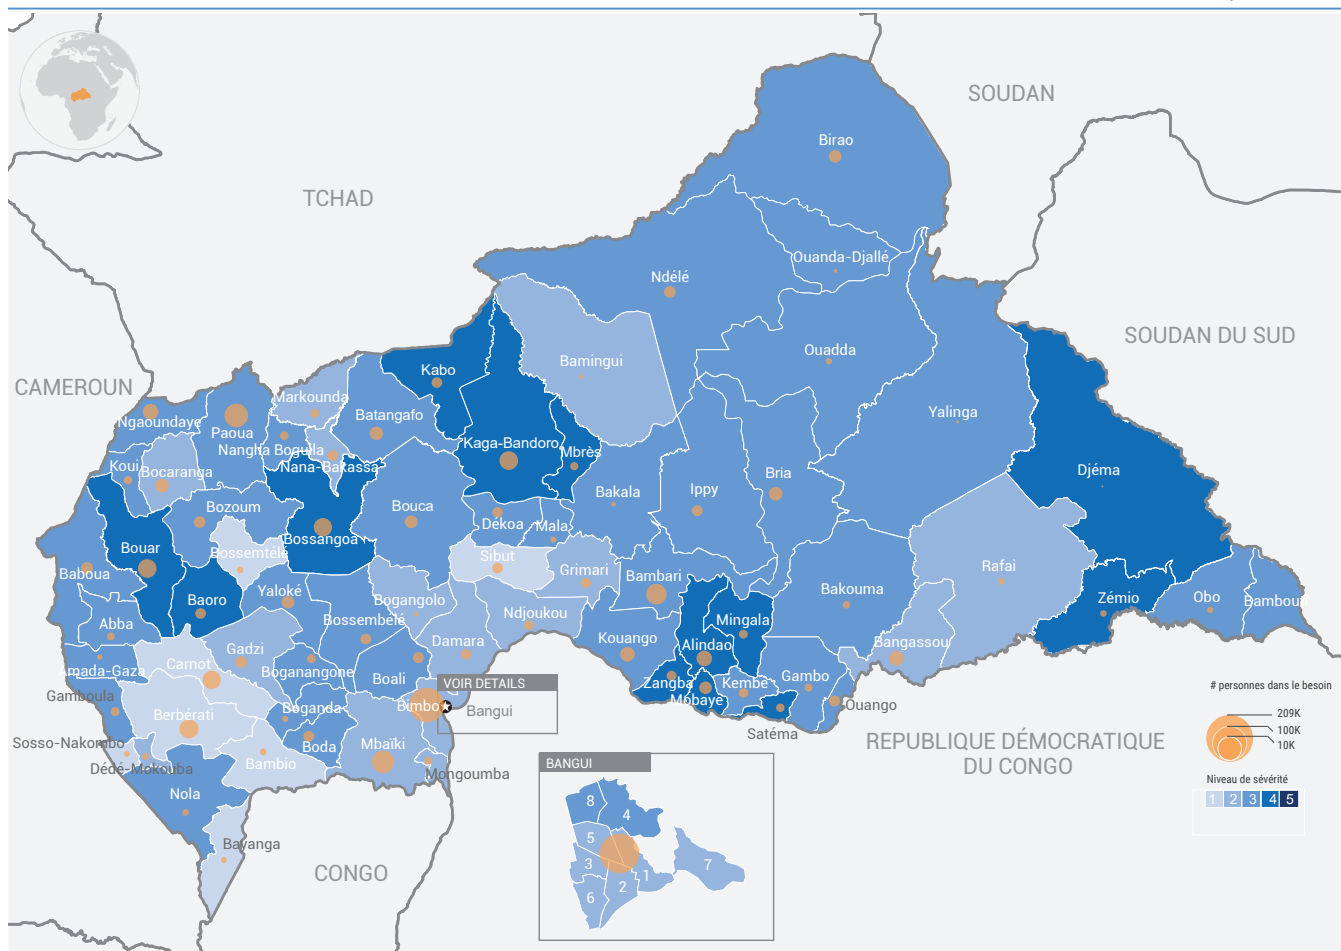 SOUDAN
Birao
TCHAD
Ouanda-Djallé
Ndélé
SOUDAN DU SUD
Ouadda
Bamingui
Kabo
CAMEROUN
Markounda
Yalinga
Ngaoundaye
Batangafo
Paoua
Kaga-Bandoro
Nangha Boguila
Mbrès
Nana-Bakassa
Koui
Bocaranga
Bria
Djéma
Bakala
Ippy
Bozoum
Bouca
Dékoa
Mala
Bossangoa
Bouar
Bossemtélé
Sibut
Rafai
Grimari
Bambari
Baboua
Yaloké
Bakouma
Baoro
Bogangolo
Zémio
Obo
Bambouti
Ndjoukou
Mingala
Abba
Bossembélé
Kouango
Damara
Bangassou
Alindao
Gadzi
Carnot
Amada-Gaza
Boganangone
Boali
Gambo
Zangba
Kembé
VOIR DETAILS
# personnes dans le besoin
Gamboula
Mobaye
Ouango
Bimbo
Bangui
Boganda
209K
Berbérati
100K
Satéma
Sosso-Nakombo
Boda
Mbaïki
REPUBLIQUE DÉMOCRATIQUE
DU CONGO
10K
Dédé-Mokouba
Bambio
Mongoumba
BANGUI
Niveau de sévérité
Nola
1 2 3 4 5
8
4
5
Bayanga
3
7
1
2
6
CONGO